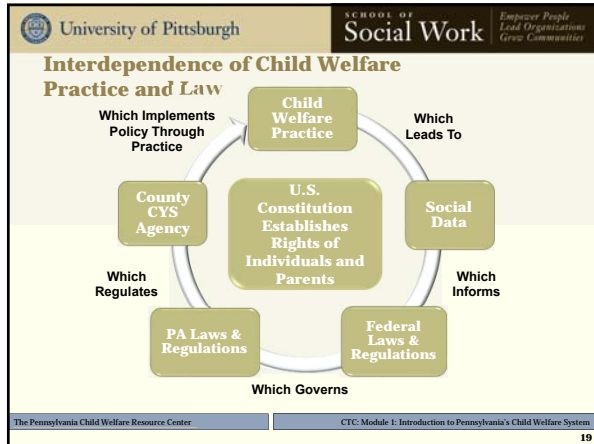 University of Pittsburgh
SCHOOL OF
Social Work
Empower People
Lead Organizations
Grow Communities
Interdependence of Child Welfare
Practice and Law
Child
Welfare
Practice
Which
Leads To
Social
Data
Which
Informs
Federal
Laws &
Regulations
Which Governs
PA Laws &
Regulations
Which
Regulates
County
CYS
Agency
Which Implements
Policy Through
Practice
U.S.
Constitution
Establishes
Rights of
Individuals and
Parents
The Pennsylvania Child Welfare Resource Center
CTC: Module 1: Introduction to Pennsylvania's Child Welfare System
19